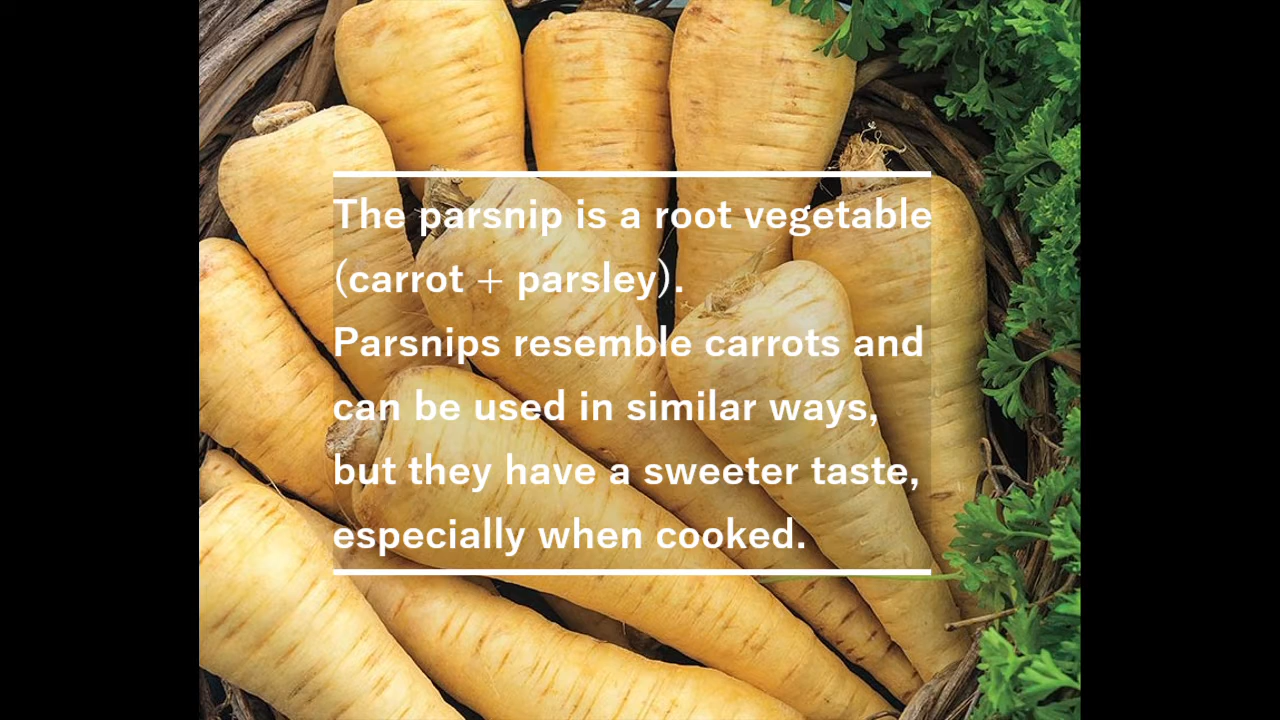 The parsnip is a root vegetable
(carrot + parsley).
Parsnips resemble carrots and
can be used in similar ways,
but they have a sweeter taste,
especially when cooked.